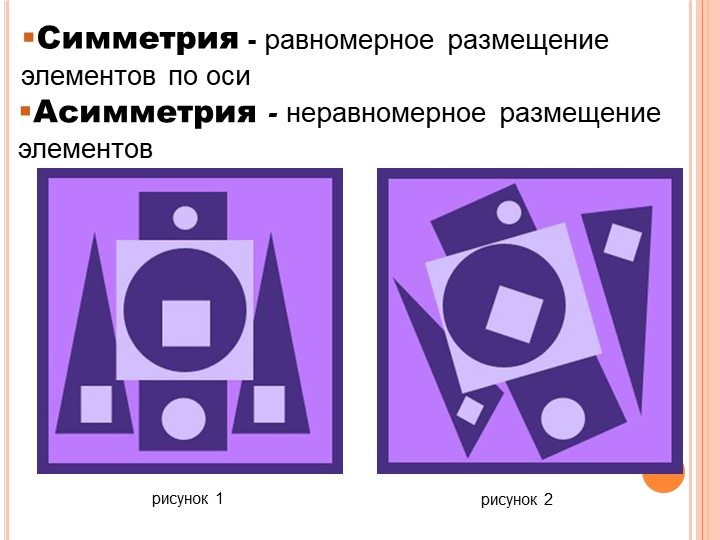 ▪Симметрия - равномерное размещение
элементов по оси
▪Асимметрия - неравномерное размещение
элементов
рисунок 1
рисунок 2